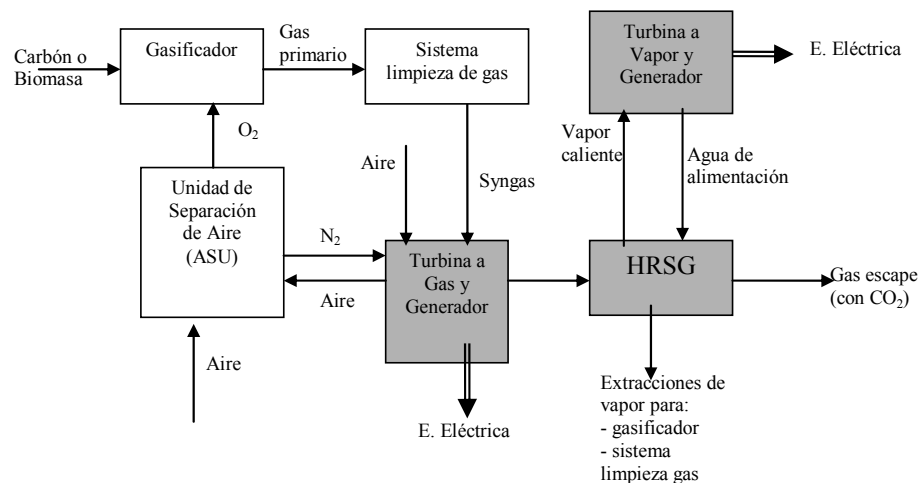 Carbón o
Biomasa
Gasificador
Gas
primario
Sistema
limpieza de gas
Turbina a
Vapor y
Generador
E. Eléctrica
O2
Aire
Syngas
Vapor
caliente
Agua de
alimentación
Unidad de
Separación
de Aire
(ASU)
N2
Aire
Turbina a
Gas y
Generador
HRSG
Gas escape
(con CO2)
Aire
E. Eléctrica
Extracciones de
vapor para:
- gasificador
- sistema
limpieza gas